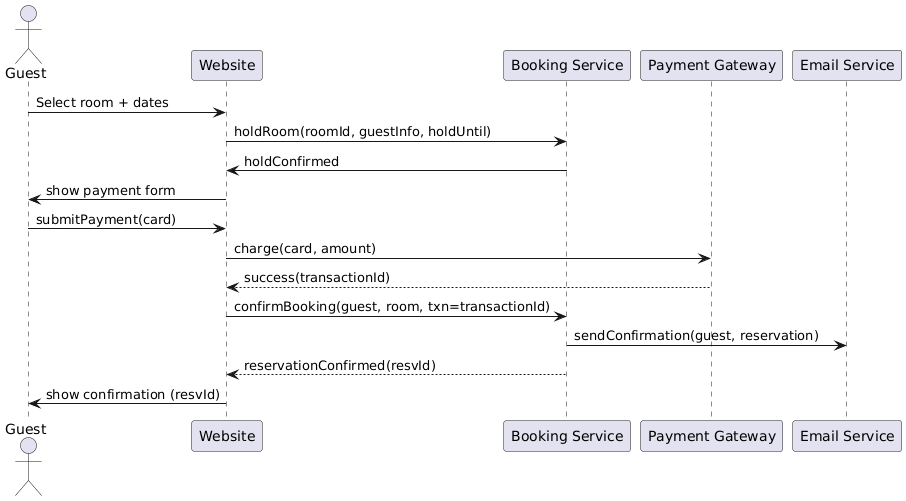 Guest
Website
Booking Service
Payment Gateway
Email Service
Select room + dates
holdRoom(roomId, guestInfo, holdUntil)
holdConfirmed
show payment form
submitPayment(card)
charge(card, amount)
success(transactionId)
confirmBooking(guest, room, txn=transactionId)
sendConfirmation(guest, reservation)
reservationConfirmed(resvId)
show confirmation (resvId)
Guest
Website
Booking Service
Payment Gateway
Email Service